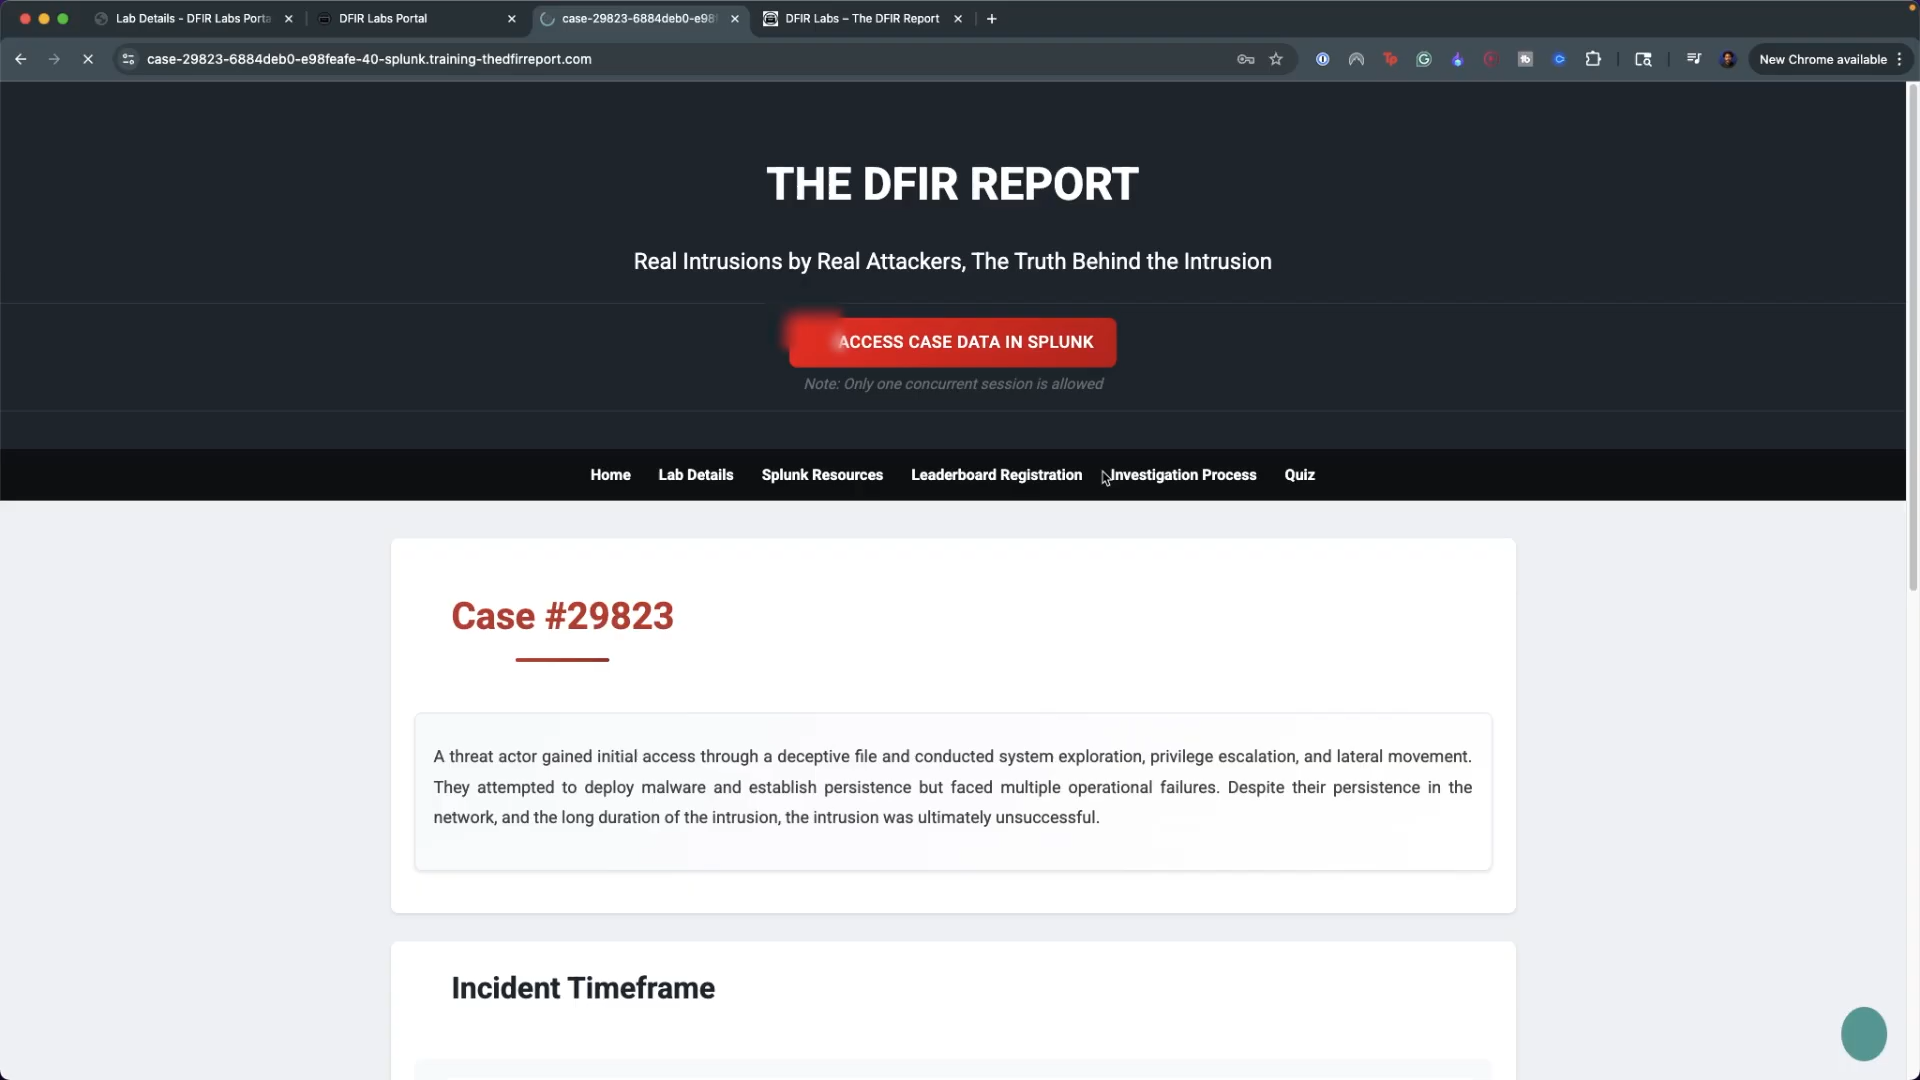 Lab Details - DFIR Labs Porta
DFIR Labs Portal
case-29823-6884deb0-e98f
DFIR Labs – The DFIR Report
case-29823-6884deb0-e98feafe-40-splunk.training-thedfirreport.com
New Chrome available
THE DFIR REPORT
Real Intrusions by Real Attackers, The Truth Behind the Intrusion
ACCESS CASE DATA IN SPLUNK
Note: Only one concurrent session is allowed
Home Lab Details Splunk Resources Leaderboard Registration Investigation Process Quiz
Case #29823
A threat actor gained initial access through a deceptive file and conducted system exploration, privilege escalation, and lateral movement.
They attempted to deploy malware and establish persistence but faced multiple operational failures. Despite their persistence in the
network, and the long duration of the intrusion, the intrusion was ultimately unsuccessful.
Incident Timeframe